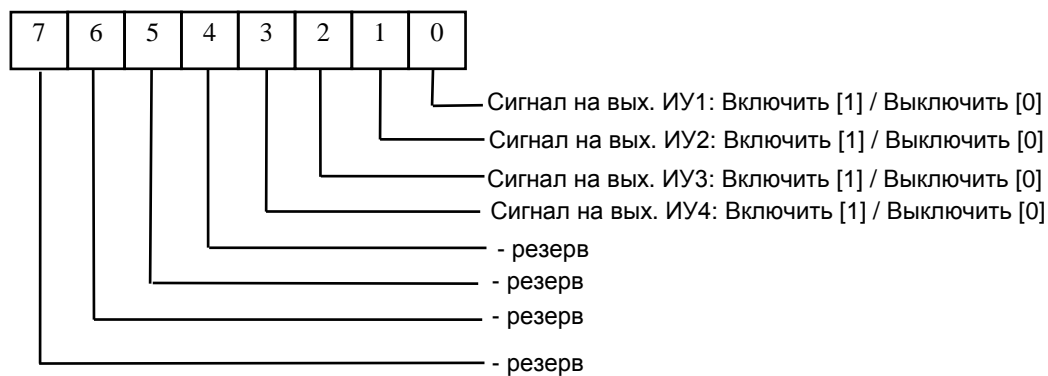 7 6 5 4 3 2 1 0
Сигнал на вых. ИУ1: Включить [1] / Выключить [0]
Сигнал на вых. ИУ2: Включить [1] / Выключить [0]
Сигнал на вых. ИУ3: Включить [1] / Выключить [0]
Сигнал на вых. ИУ4: Включить [1] / Выключить [0]
- резерв
- резерв
- резерв
- резерв